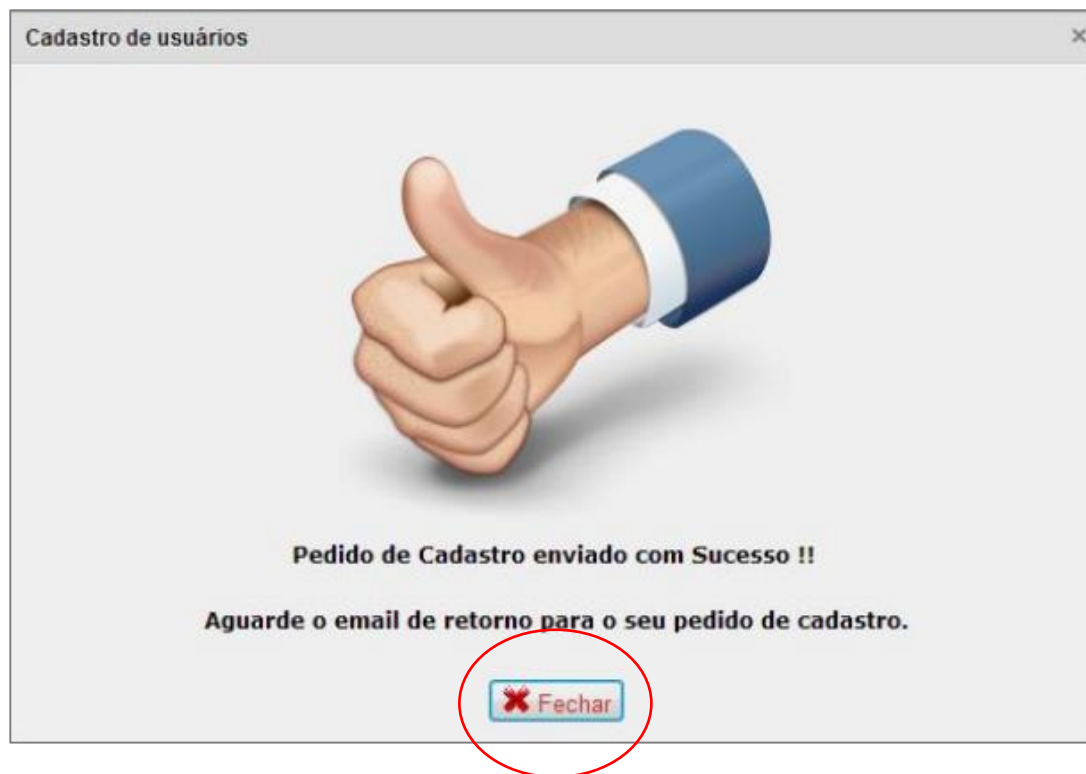 Cadastro de usuários
Pedido de Cadastro enviado com Sucesso !!
Aguarde o email de retorno para o seu pedido de cadastro.
Fechar